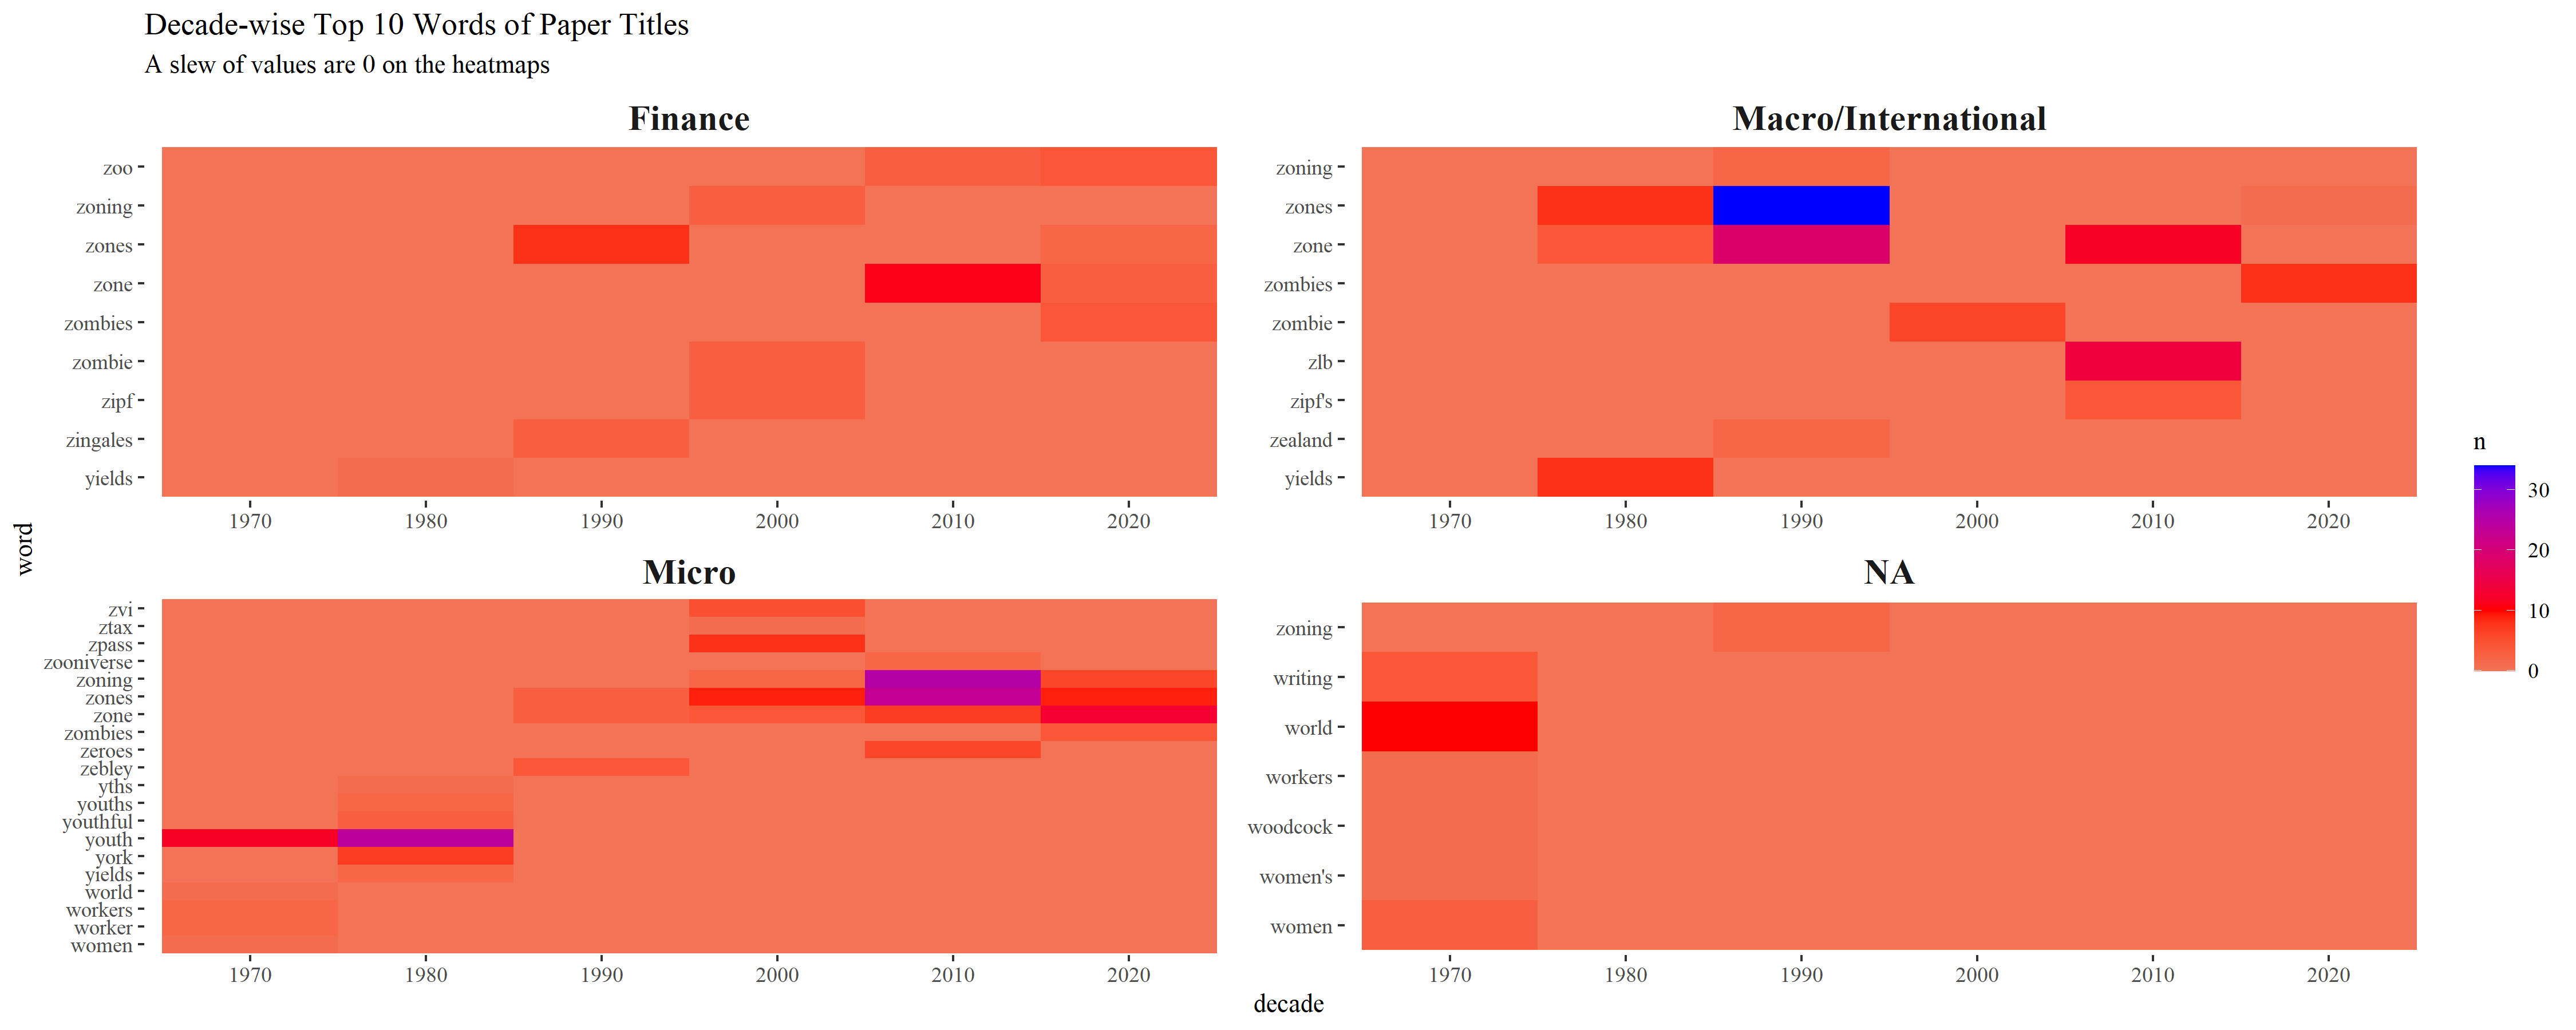 Decade-wise Top 10 Words of Paper Titles
A slew of values are 0 on the heatmaps
Finance
zoo
zoning
zones
zone
zombies
zombie
zipf
zingales
yields
1970 1980 1990 2000 2010 2020
Macro/International
zoning
zones
zone
zombies
zombie
zlb
zipf's
zealand
yields
1970 1980 1990 2000 2010 2020
word
Micro
zvi
ztax
zpass
zooniverse
zoning
zones
zone
zombies
zeroes
zebley
yths
youths
youthful
youth
york
yields
world
workers
worker
women
1970 1980 1990 2000 2010 2020
NA
zoning
writing
world
workers
woodcock
women's
women
1970 1980 1990 2000 2010 2020
decade
n
30
20
10
0